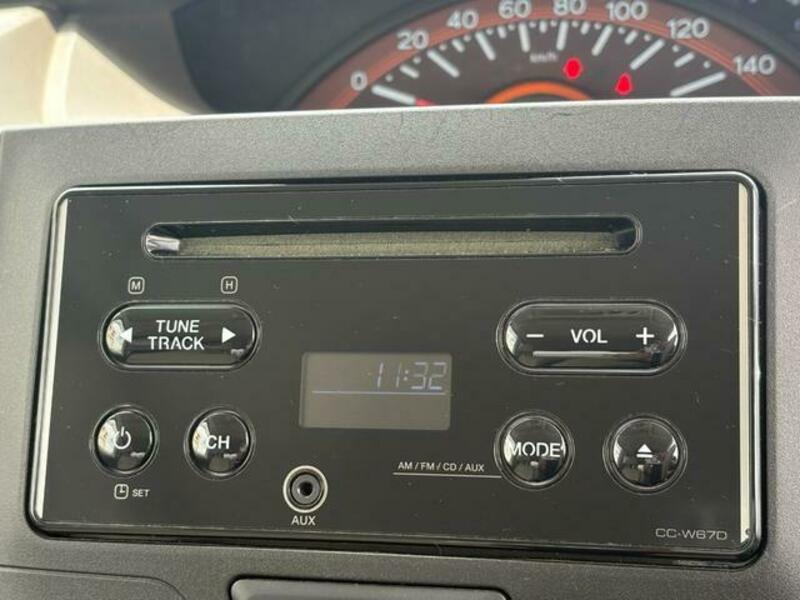 0 20 40 60 80 100 120 140
km/h
M H
TUNE
TRACK
− VOL +
11:32
CH
MODE
AM / FM / CD / AUX
SET
AUX
CC-W67D